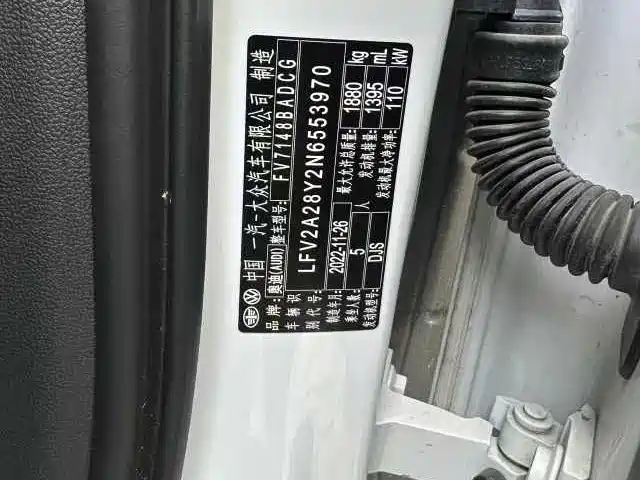 中国 一汽-大众汽车有限公司 制造
品牌: 奥迪(AUDI) 整车型号: FV7148BADCG
车辆识别代号: LFV2A28Y2N6553970
制造年月: 2022-11-26 最大允许总质量: 1880 kg
乘坐人数: 5 人 发动机排量: 1395 mL
发动机型号: DJS 发动机最大净功率: 110 kW